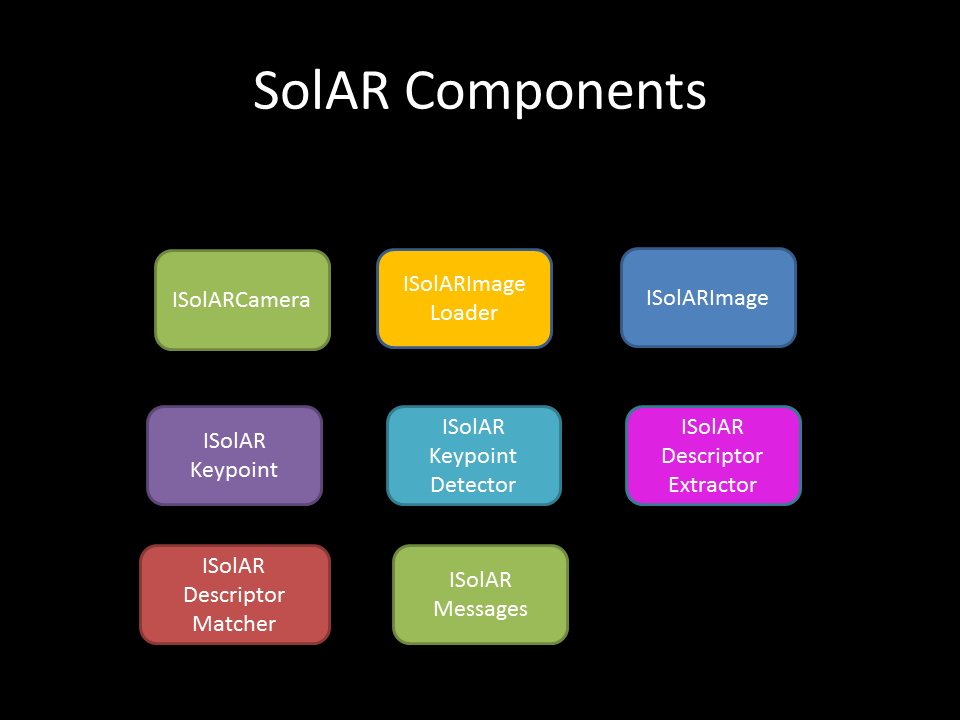 SolAR Components
ISolARCamera
ISolARImage
Loader
ISolARImage
ISolAR
Keypoint
ISolAR
Keypoint
Detector
ISolAR
Descriptor
Extractor
ISolAR
Descriptor
Matcher
ISolAR
Messages